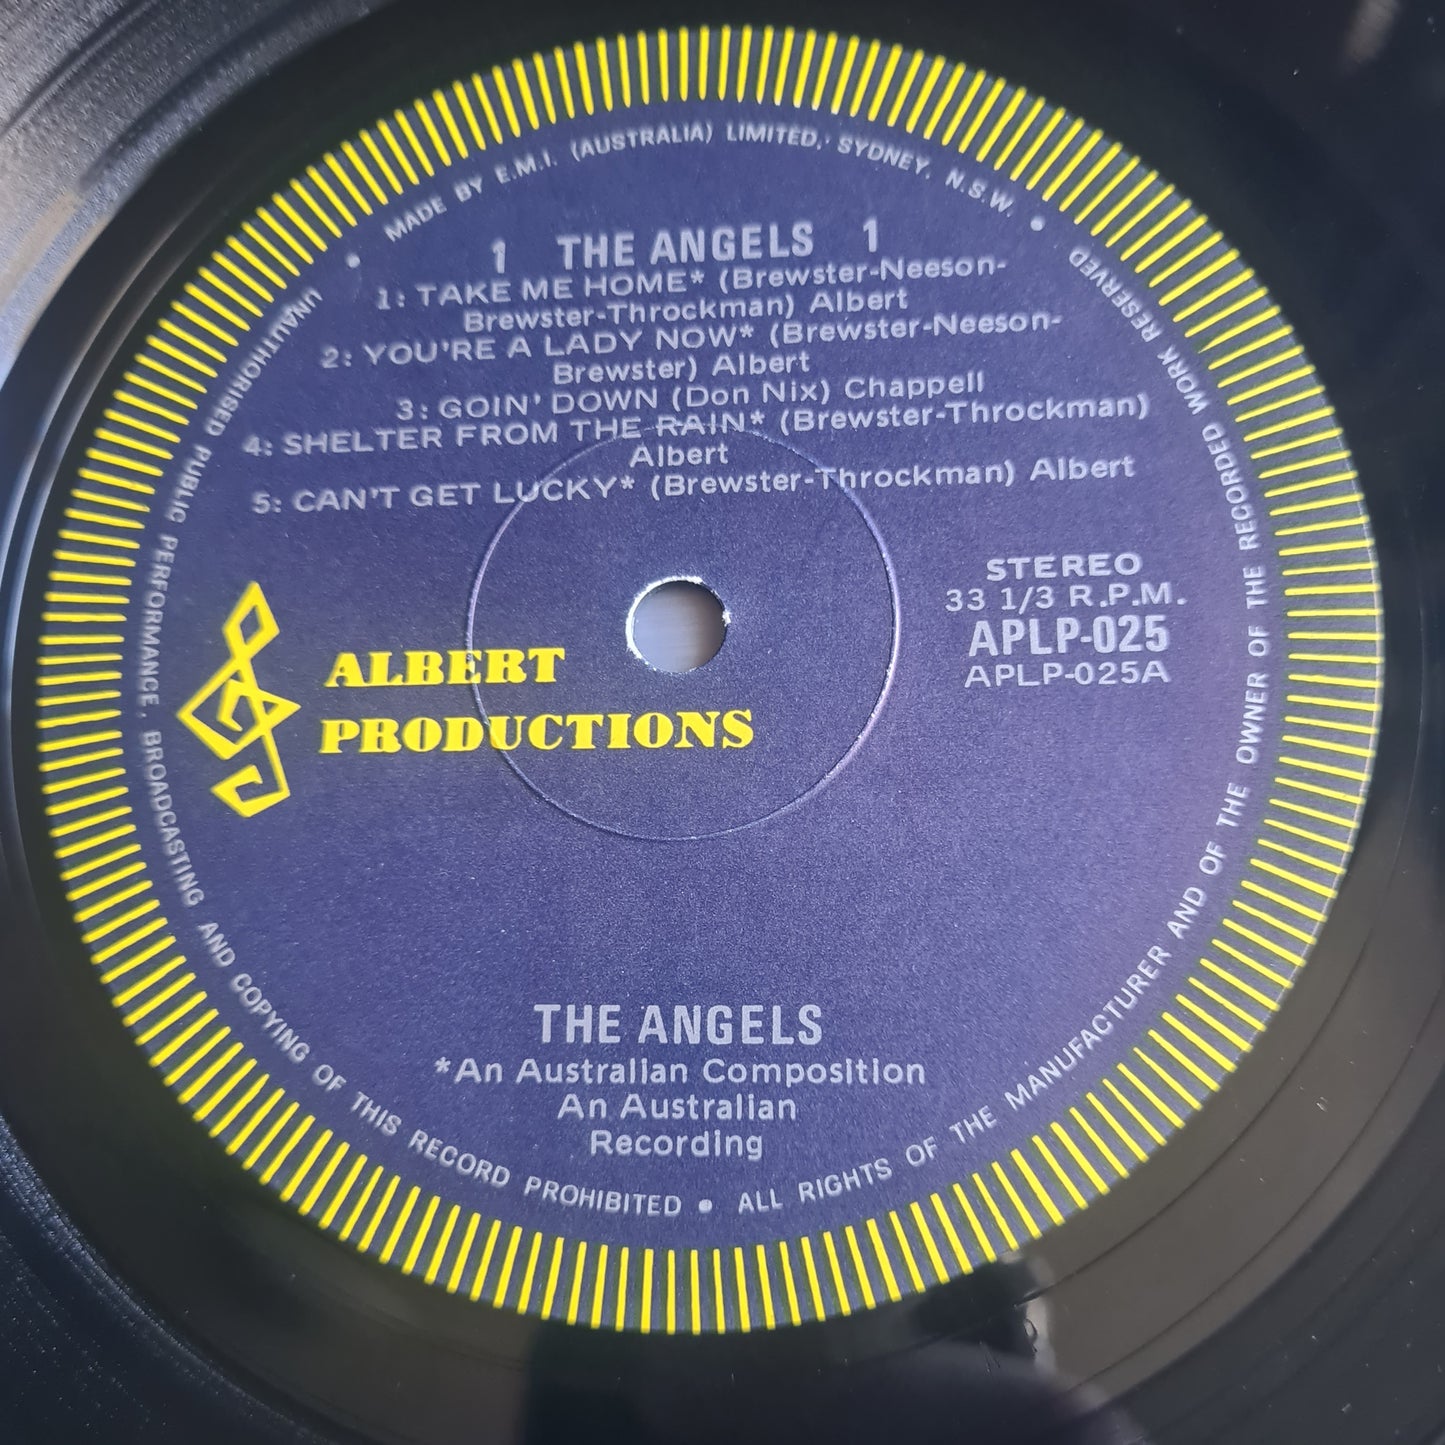 MADE BY E.M.I. (AUSTRALIA) LIMITED, SYDNEY, N.S.W. •
1 THE ANGELS 1
1: TAKE ME HOME* (Brewster-Neeson-
Brewster-Throckman) Albert
2: YOU'RE A LADY NOW* (Brewster-Neeson-
Brewster) Albert
3: GOIN' DOWN (Don Nix) Chappell
4: SHELTER FROM THE RAIN* (Brewster-Throckman)
Albert
5: CAN'T GET LUCKY* (Brewster-Throckman) Albert
STEREO
33 1/3 R.P.M.
APLP-025
APLP-025A
ALBERT
PRODUCTIONS
THE ANGELS
*An Australian Composition
An Australian
Recording
• UNAUTHORISED PUBLIC PERFORMANCE, BROADCASTING AND COPYING OF THIS RECORD PROHIBITED • ALL RIGHTS OF THE MANUFACTURER AND OF THE OWNER OF THE RECORDED WORK RESERVED